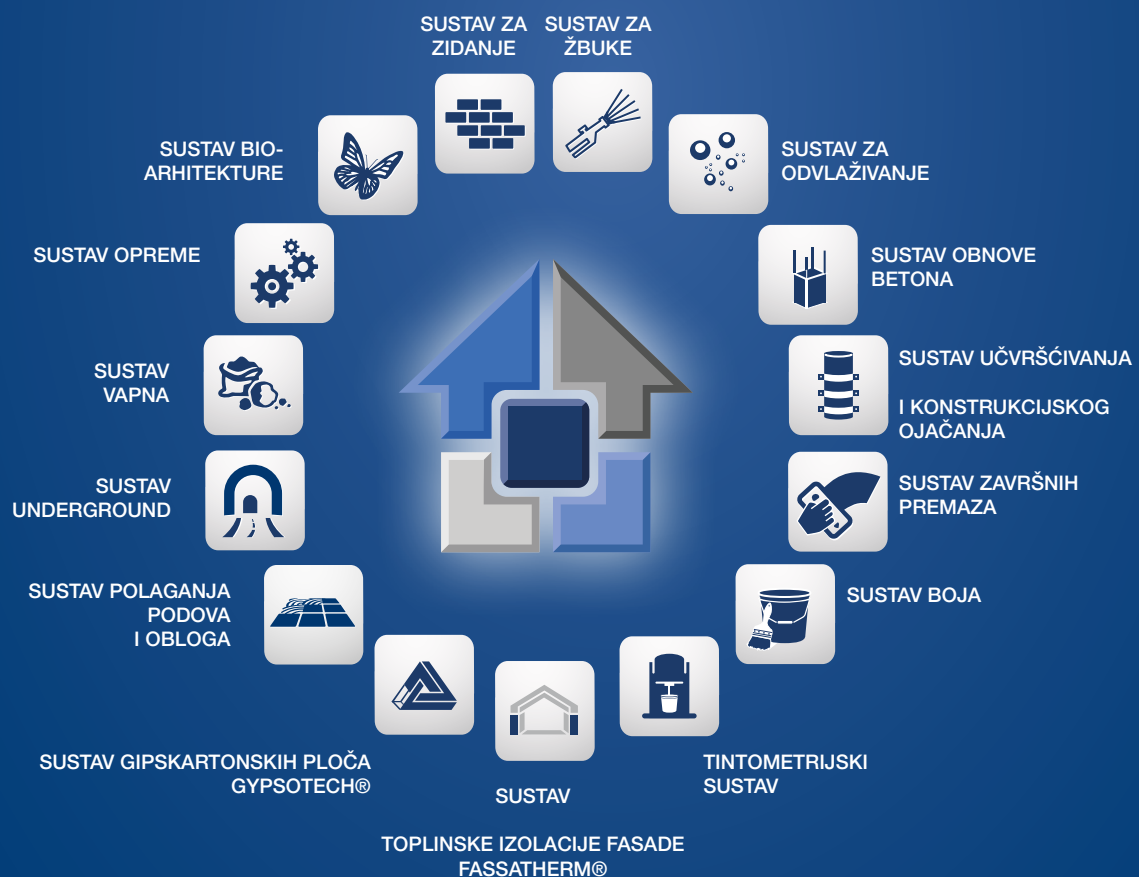 SUSTAV ZA
ZIDANJE
SUSTAV ZA
ŽBUKE
SUSTAV ZA
ODVLAŽIVANJE
SUSTAV OBNOVE
BETONA
SUSTAV UČVRŠĆIVANJA
I KONSTRUKCIJSKOG
OJAČANJA
SUSTAV ZAVRŠNIH
PREMAZA
SUSTAV BOJA
TINTOMETRIJSKI
SUSTAV
SUSTAV
TOPLINSKE IZOLACIJE FASADE
FASSATHERM®
SUSTAV GIPSKARTONSKIH PLOČA
GYPSOTECH®
SUSTAV POLAGANJA
PODOVA
I OBLOGA
SUSTAV
UNDERGROUND
SUSTAV
VAPNA
SUSTAV OPREME
SUSTAV BIO-
ARHITEKTURE